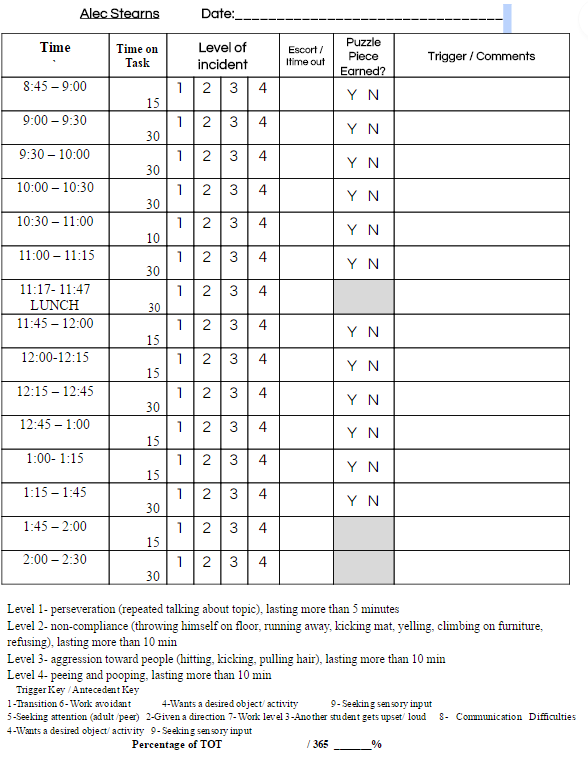 Alec Stearns Date:______________________________
Time Time on Task Level of incident Escort / ltime out Puzzle Piece Earned? Trigger / Comments
8:45 – 9:00 15 1 2 3 4 Y N
9:00 – 9:30 30 1 2 3 4 Y N
9:30 – 10:00 30 1 2 3 4 Y N
10:00 – 10:30 30 1 2 3 4 Y N
10:30 – 11:00 10 1 2 3 4 Y N
11:00 – 11:15 30 1 2 3 4 Y N
11:17- 11:47 LUNCH 30 1 2 3 4
11:45 – 12:00 15 1 2 3 4 Y N
12:00-12:15 15 1 2 3 4 Y N
12:15 – 12:45 30 1 2 3 4 Y N
12:45 – 1:00 15 1 2 3 4 Y N
1:00- 1:15 15 1 2 3 4 Y N
1:15 – 1:45 30 1 2 3 4 Y N
1:45 – 2:00 15 1 2 3 4
2:00 – 2:30 30 1 2 3 4
Level 1- perseveration (repeated talking about topic), lasting more than 5 minutes
Level 2- non-compliance (throwing himself on floor, running away, kicking mat, yelling, climbing on furniture,
refusing), lasting more than 10 min
Level 3- aggression toward people (hitting, kicking, pulling hair), lasting more than 10 min
Level 4- peeing and pooping, lasting more than 10 min
Trigger Key / Antecedent Key
1-Transition 6- Work avoidant 4-Wants a desired object/ activity 9- Seeking sensory input
5-Seeking attention (adult /peer) 2-Given a direction 7- Work level 3-Another student gets upset/ loud 8- Communication Difficulties
4-Wants a desired object/ activity 9- Seeking sensory input
Percentage of TOT / 365 ______%